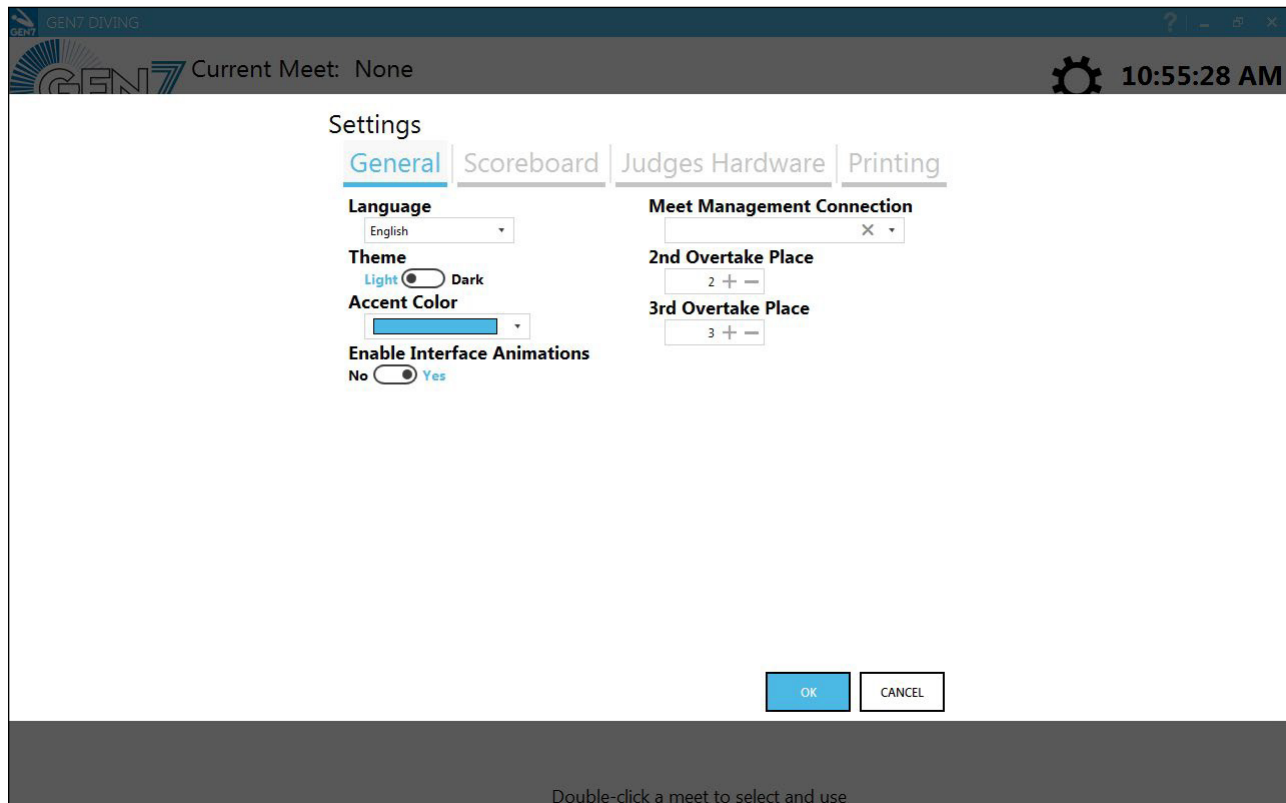 GEN7 DIVING
GEN7
Current Meet: None
10:55:28 AM
Settings
General Scoreboard Judges Hardware Printing
Language
English
Theme
Light Dark
Accent Color
Enable Interface Animations
No Yes
Meet Management Connection
2nd Overtake Place
2
3rd Overtake Place
3
OK CANCEL
Double-click a meet to select and use